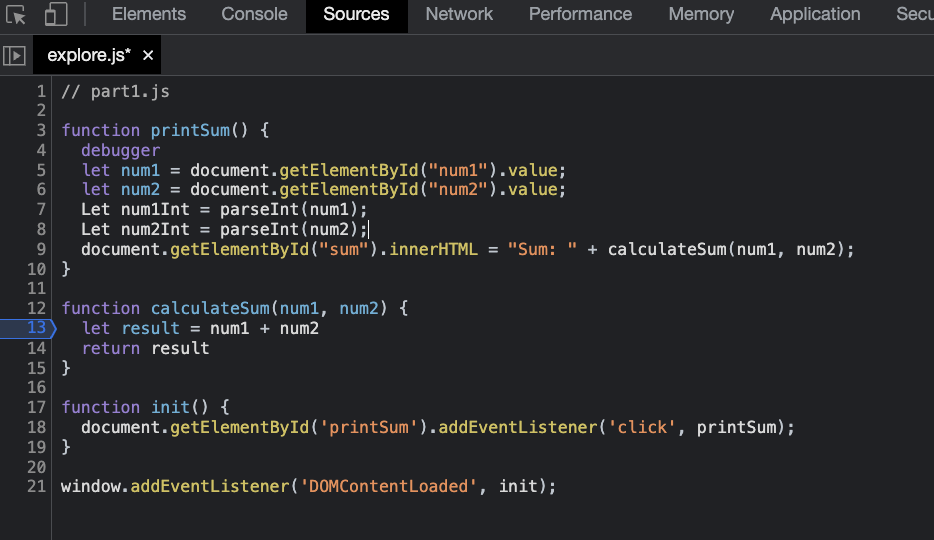 Elements Console Sources Network Performance Memory Application Secu
explore.js* ×
1 // part1.js
2
3 function printSum() {
4   debugger
5   let num1 = document.getElementById("num1").value;
6   let num2 = document.getElementById("num2").value;
7   Let num1Int = parseInt(num1);
8   Let num2Int = parseInt(num2);
9   document.getElementById("sum").innerHTML = "Sum: " + calculateSum(num1, num2);
10 }
11
12 function calculateSum(num1, num2) {
13   let result = num1 + num2
14   return result
15 }
16
17 function init() {
18   document.getElementById('printSum').addEventListener('click', printSum);
19 }
20
21 window.addEventListener('DOMContentLoaded', init);